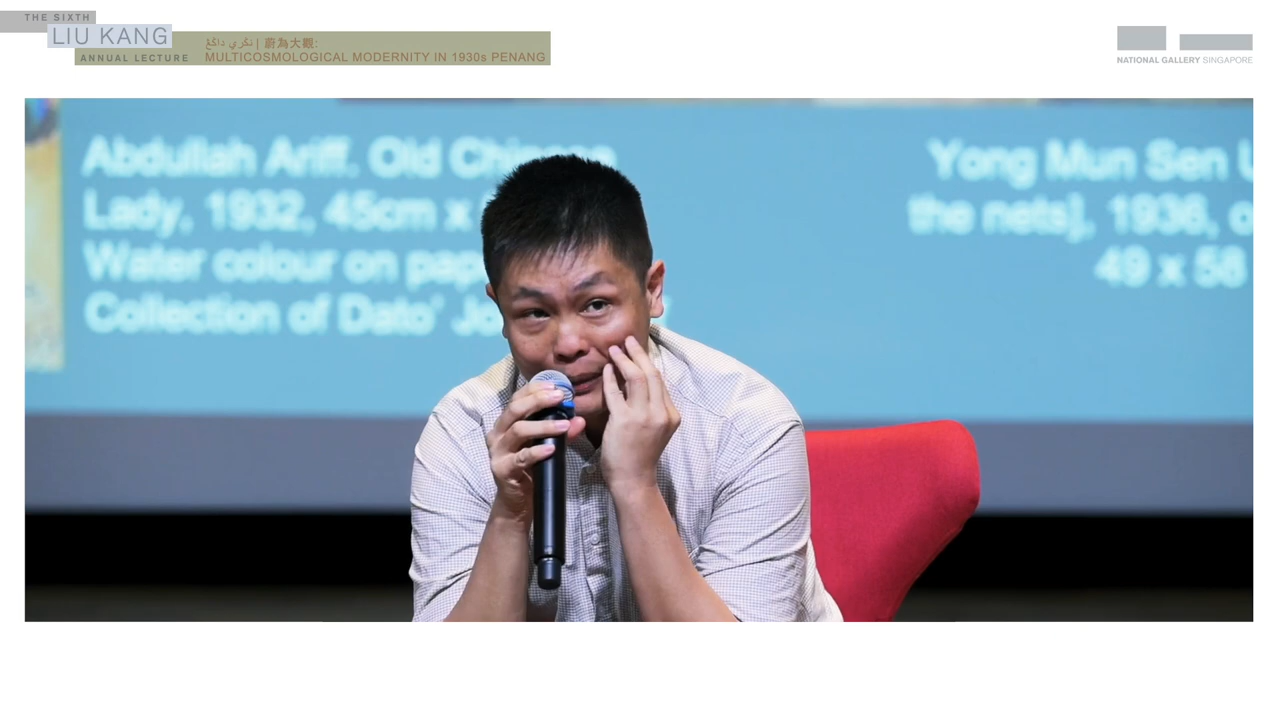 THE SIXTH
LIU KANG
ANNUAL LECTURE
نڬري داڬڠ | 蔚為大觀:
MULTICOSMOLOGICAL MODERNITY IN 1930s PENANG
NATIONAL GALLERY SINGAPORE
Abdullah Ariff. Old Chinese
Lady, 1932, 45cm x
Water colour on
Collection of Dato'
Yong Mun Sen
the nets], 1936,
49 x 58